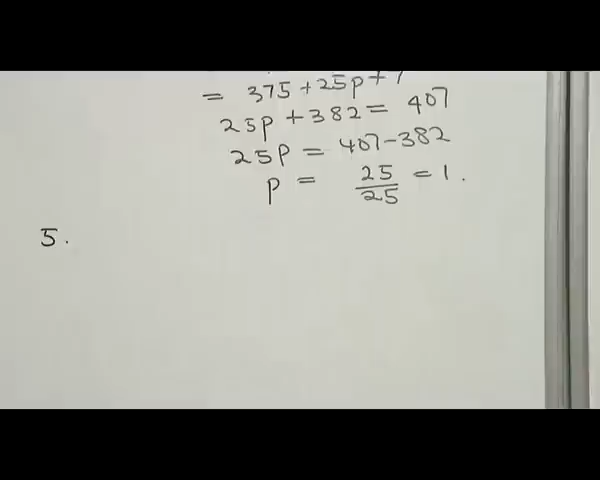 = 375 + 25p + 7
25p + 382 = 407
25p = 407 - 382
p = 25/25 = 1.
5.